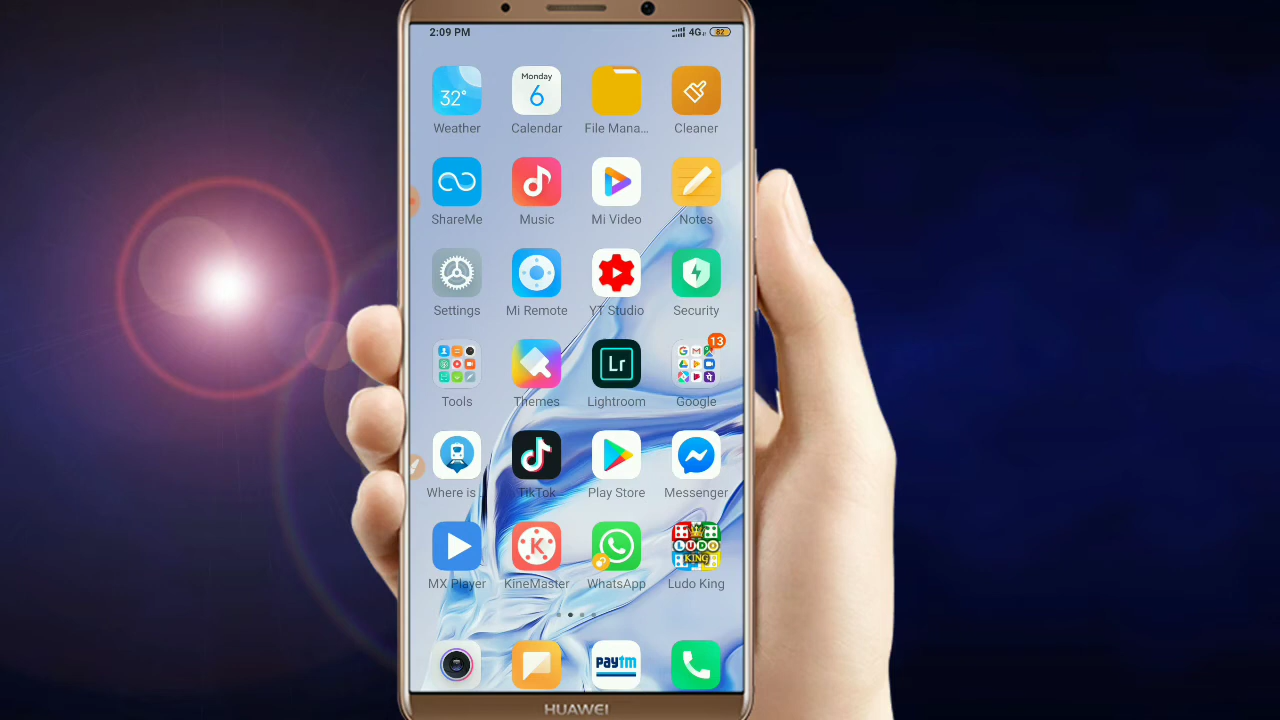 2:09 PM 4G 82
32° Monday 6
Weather Calendar File Mana... Cleaner
ShareMe Music Mi Video Notes
Settings Mi Remote YT Studio Security
Lr 13
Tools Themes Lightroom Google
Where is .. TikTok.. Play Store Messenger
K LUDO KING
MX Player KineMaster WhatsApp Ludo King
paytm
HUAWEI